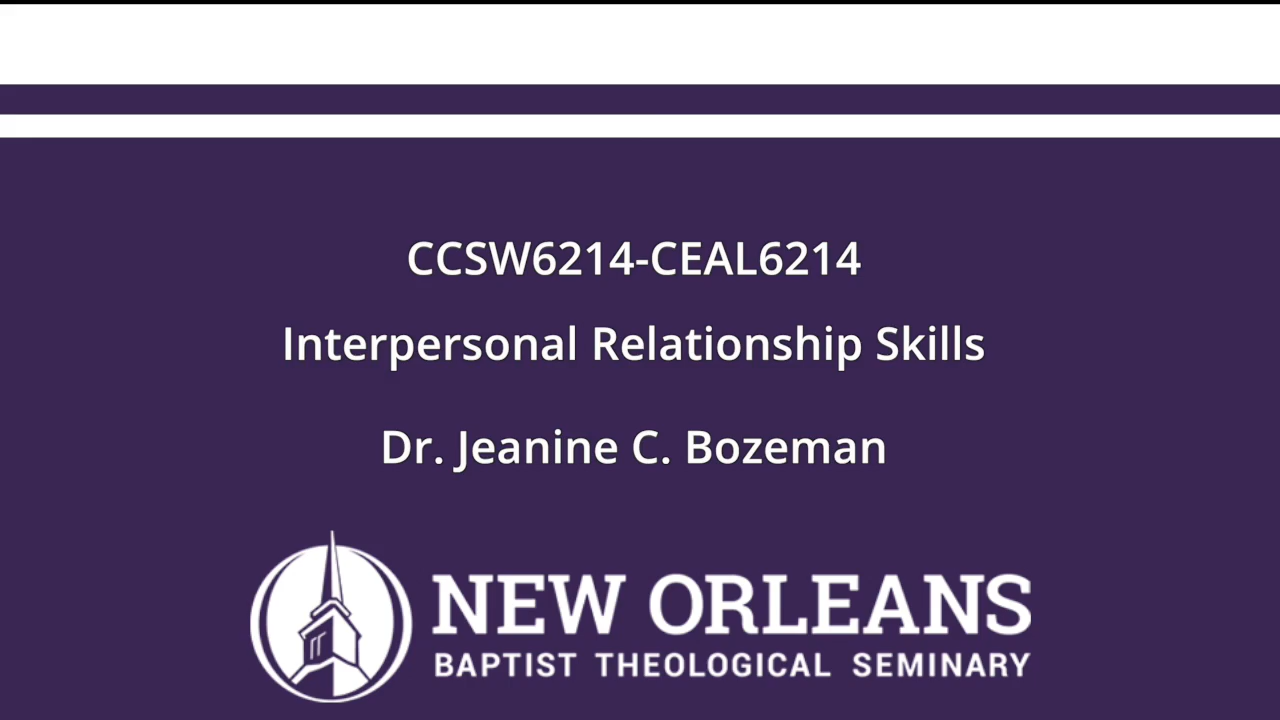 CCSW6214-CEAL6214
Interpersonal Relationship Skills
Dr. Jeanine C. Bozeman
NEW ORLEANS
BAPTIST THEOLOGICAL SEMINARY